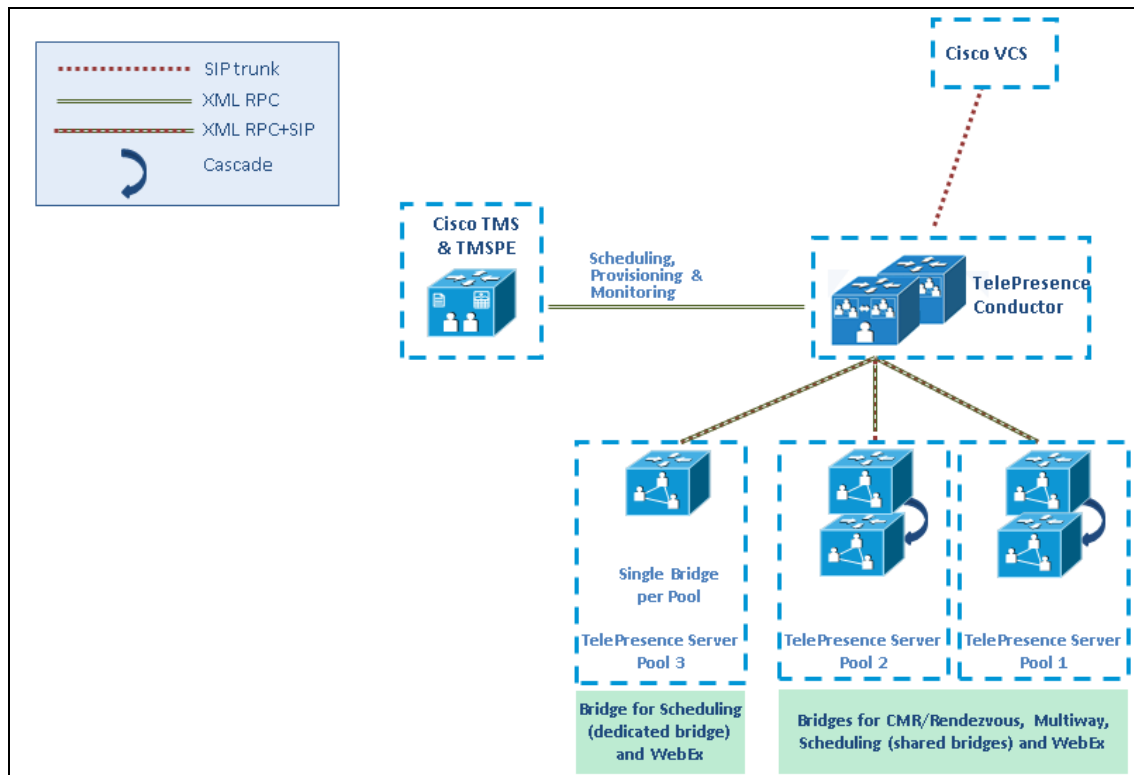 SIP trunk
XML RPC
XML RPC+SIP
Cascade
Cisco VCS
Cisco TMS
& TMSPE
Scheduling,
Provisioning &
Monitoring
TelePresence
Conductor
Single Bridge
per Pool
TelePresence Server
Pool 3
TelePresence Server
Pool 2
TelePresence Server
Pool 1
Bridge for Scheduling
(dedicated bridge)
and WebEx
Bridges for CMR/Rendezvous, Multiway,
Scheduling (shared bridges) and WebEx